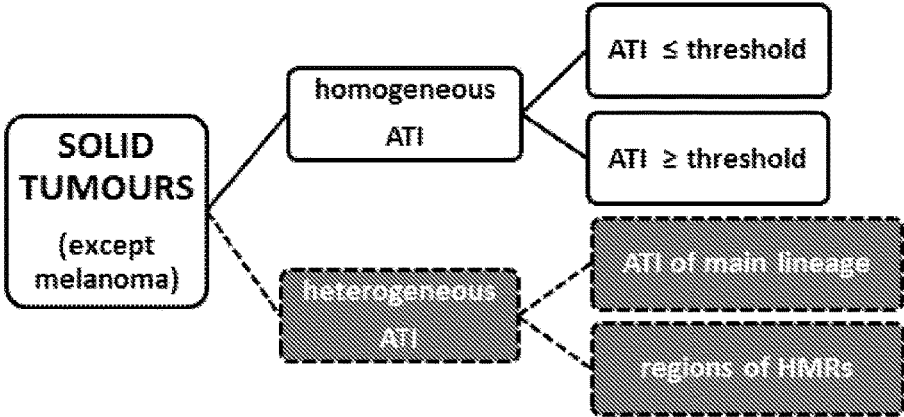 SOLID
TUMOURS
(except
melanoma)
homogeneous
ATI
ATI ≤ threshold
ATI ≥ threshold
heterogeneous
ATI
ATI of main lineage
regions of HMRs